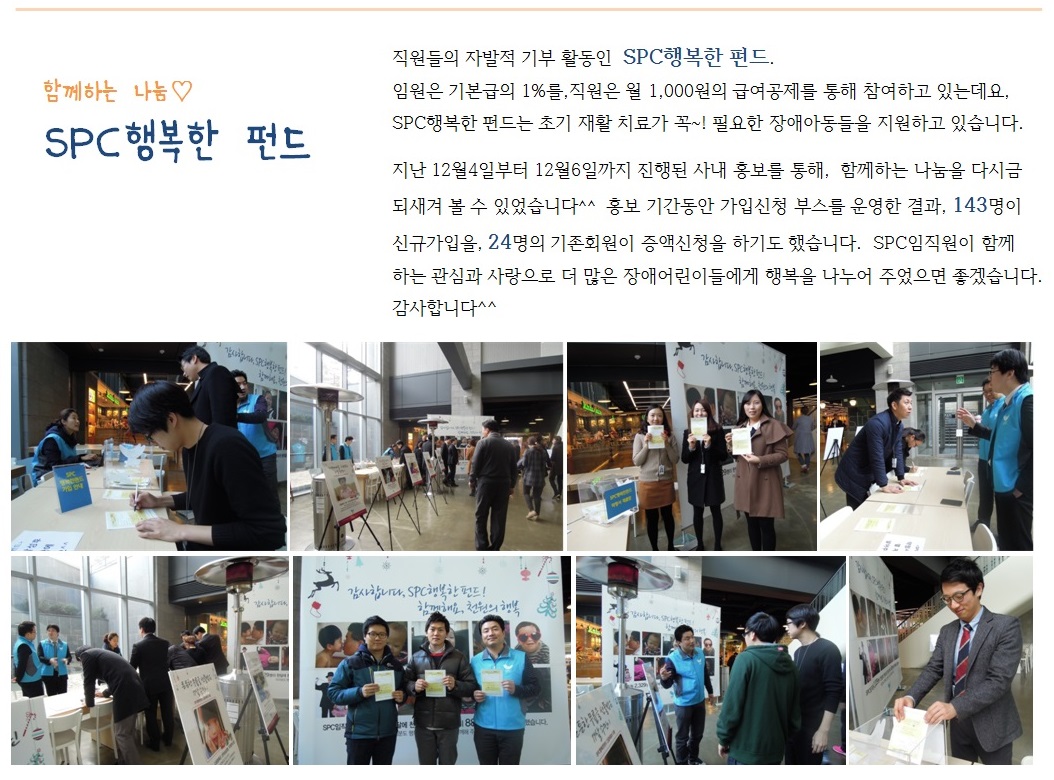 함께하는 나눔♡
SPC행복한 펀드
직원들의 자발적 기부 활동인 SPC행복한 펀드.
임원은 기본급의 1%를,직원은 월 1,000원의 급여공제를 통해 참여하고 있는데요,
SPC행복한 펀드는 초기 재활 치료가 꼭~! 필요한 장애아동들을 지원하고 있습니다.
지난 12월4일부터 12월6일까지 진행된 사내 홍보를 통해, 함께하는 나눔을 다시금
되새겨 볼 수 있었습니다^^ 홍보 기간동안 가입신청 부스를 운영한 결과, 143명이
신규가입을, 24명의 기존회원이 증액신청을 하기도 했습니다. SPC임직원이 함께
하는 관심과 사랑으로 더 많은 장애어린이들에게 행복을 나누어 주었으면 좋겠습니다.
감사합니다^^
감사합니다, SPC행복한펀드!
함께해요, 천원의 행복